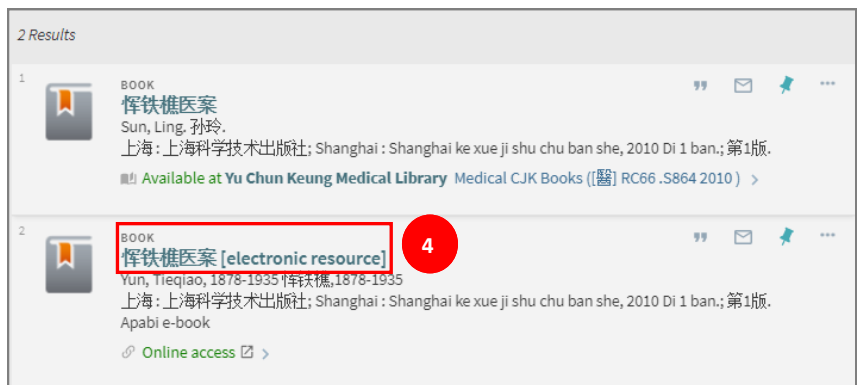 2 Results
1
BOOK
恽铁樵医案
Sun, Ling. 孙玲.
上海 : 上海科学技术出版社; Shanghai : Shanghai ke xue ji shu chu ban she, 2010 Di 1 ban.; 第1版.
Available at Yu Chun Keung Medical Library Medical CJK Books ([醫] RC66 .S864 2010 ) >
2
BOOK
恽铁樵医案 [electronic resource]
4
Yun, Tieqiao, 1878-1935 恽铁樵,1878-1935
上海 : 上海科学技术出版社; Shanghai : Shanghai ke xue ji shu chu ban she, 2010 Di 1 ban.; 第1版.
Apabi e-book
Online access >